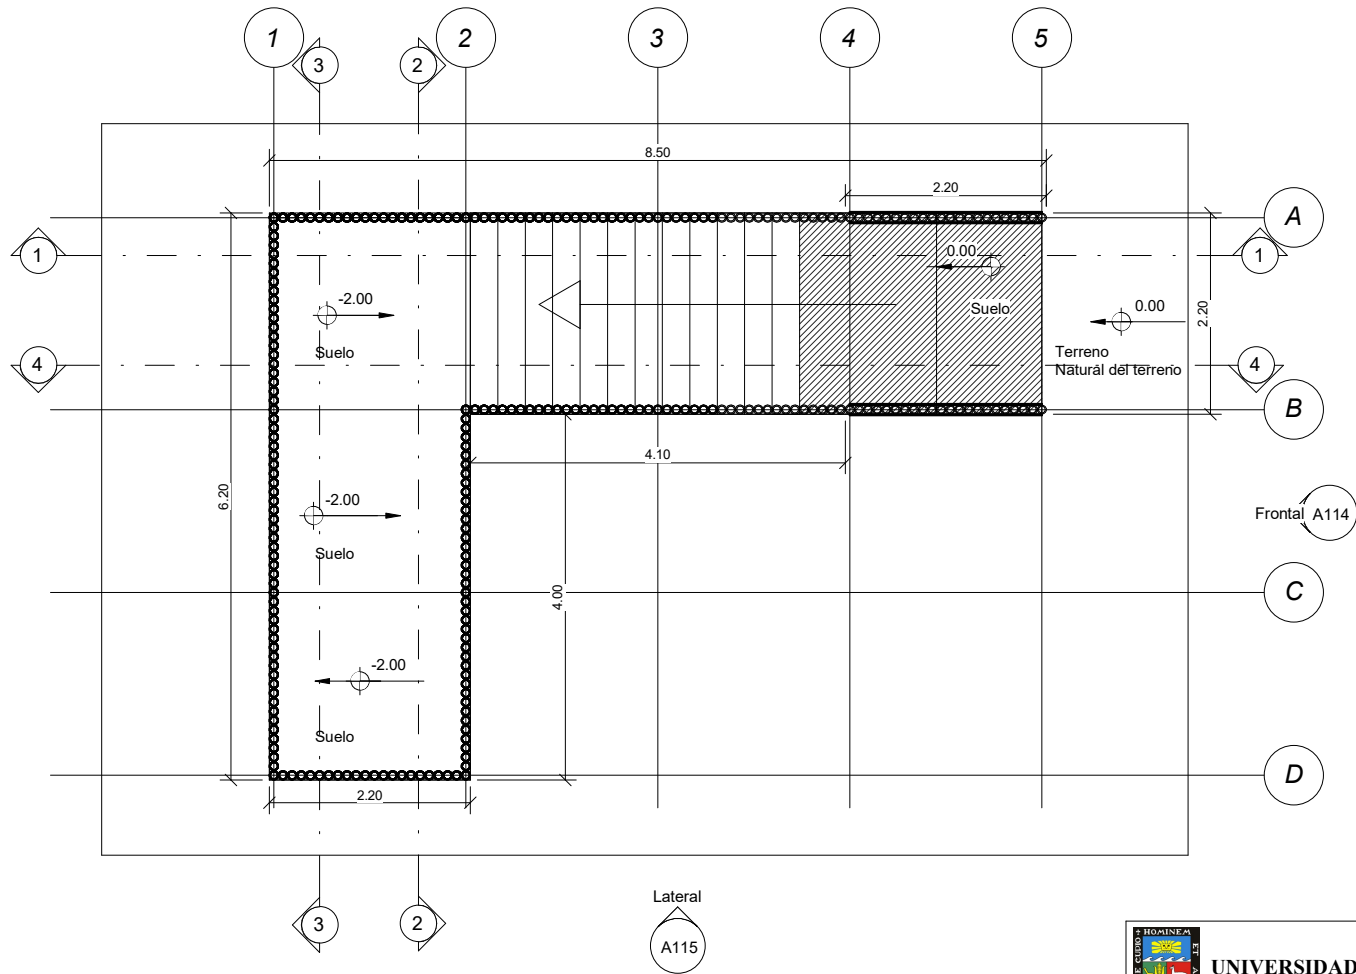 1
3
2
2
3
4
5
8.50
2.20
A
1
0.00
1
-2.00
Suelo
0.00
2.20
Suelo
4
Terreno
Natural del terreno
4
B
4.10
6.20
-2.00
Frontal
A114
Suelo
4.00
C
-2.00
Suelo
D
2.20
Lateral
3
2
A115
HOMINEM
ET
E CUPIO +
A
UNIVERSIDAD